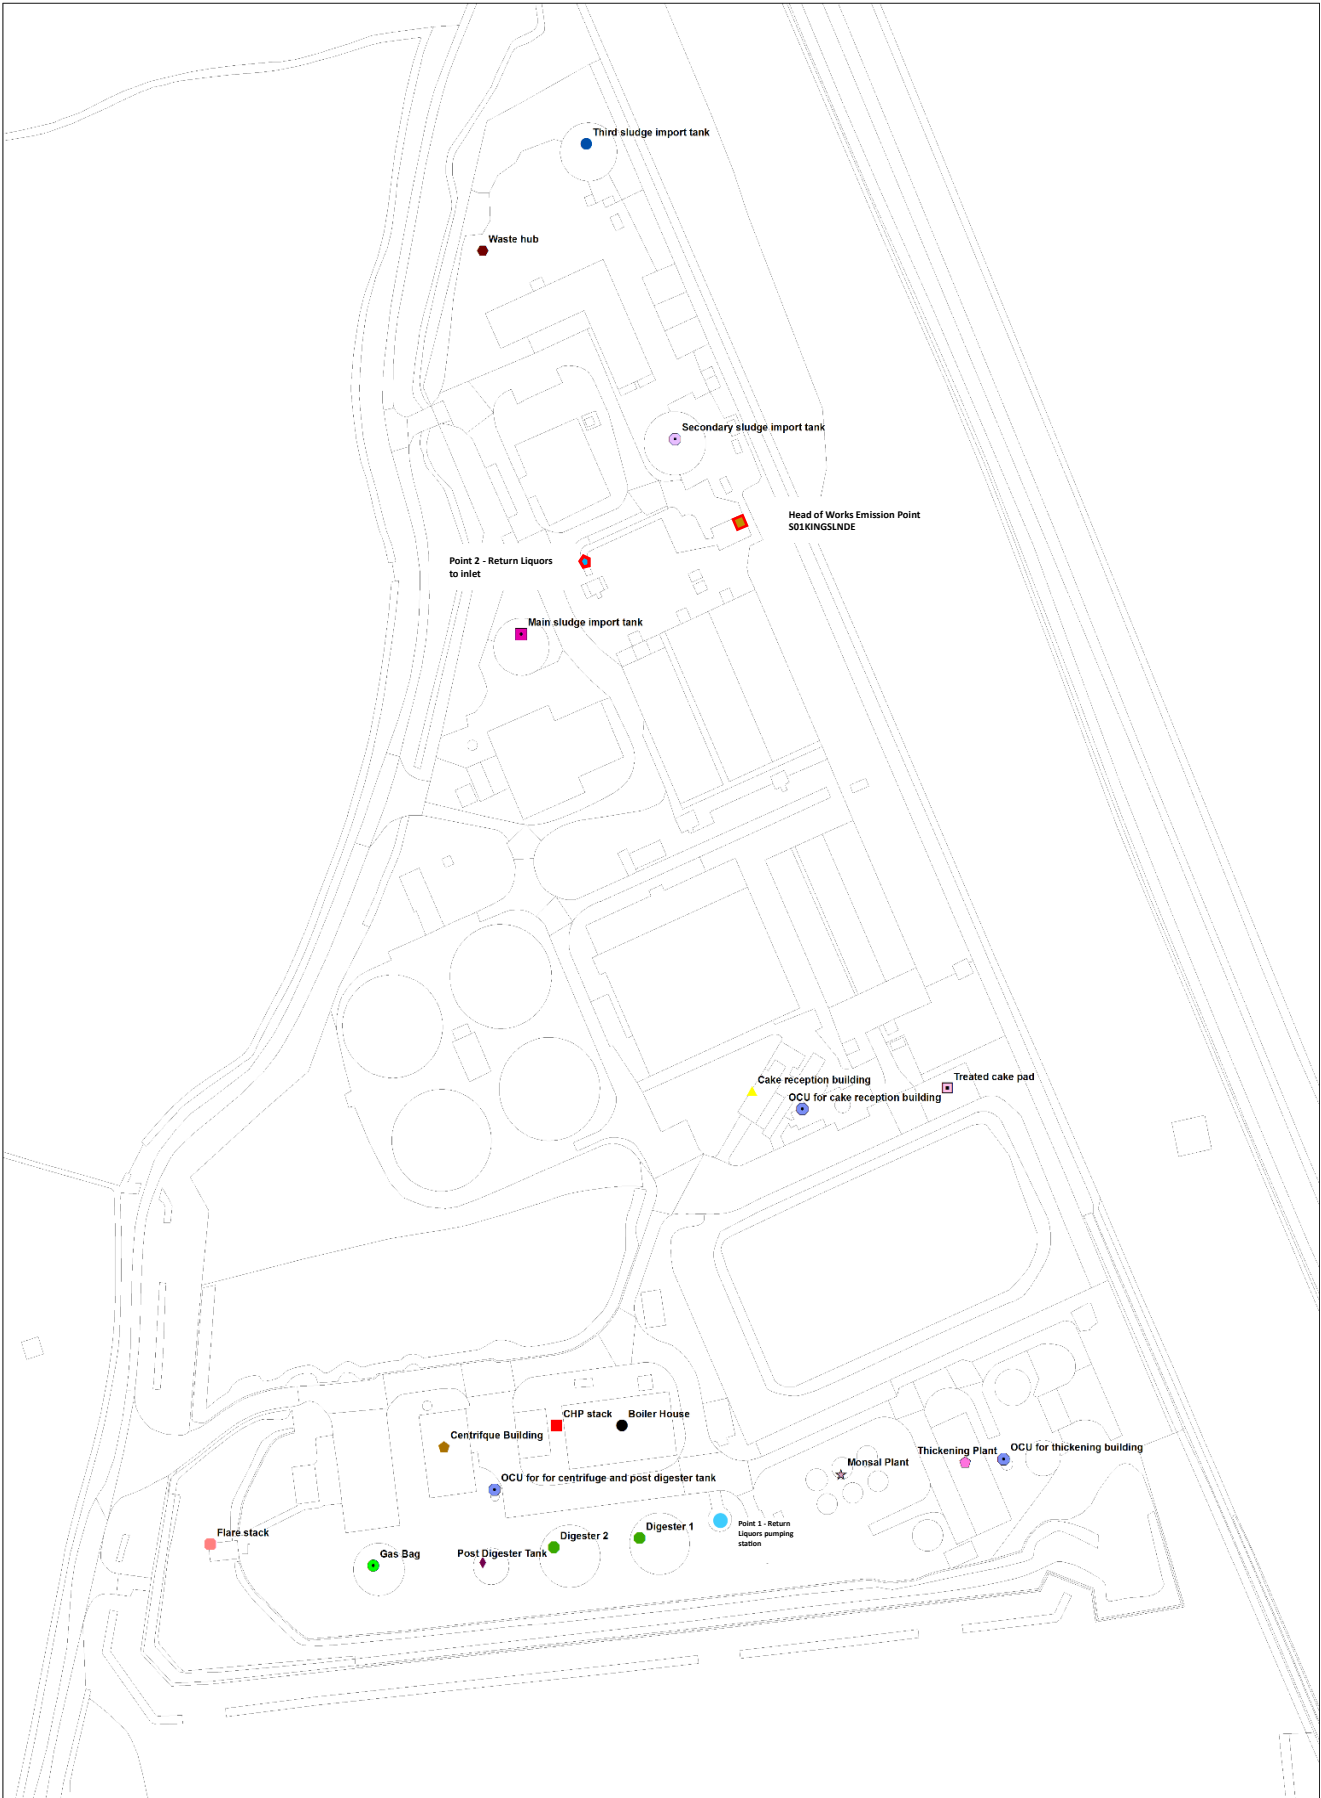 Third sludge import tank
Waste hub
Secondary sludge import tank
Head of Works Emission Point
S01KINGSLNDE
Point 2 - Return Liquors
to inlet
Main sludge import tank
Cake reception building
Treated cake pad
OCU for cake reception building
CHP stack
Boiler House
Centrifque Building
Thickening Plant
OCU for thickening building
Monsal Plant
OCU for for centrifuge and post digester tank
Point 1 - Return
Liquors pumping
station
Digester 1
Digester 2
Flare stack
Gas Bag
Post Digester Tank